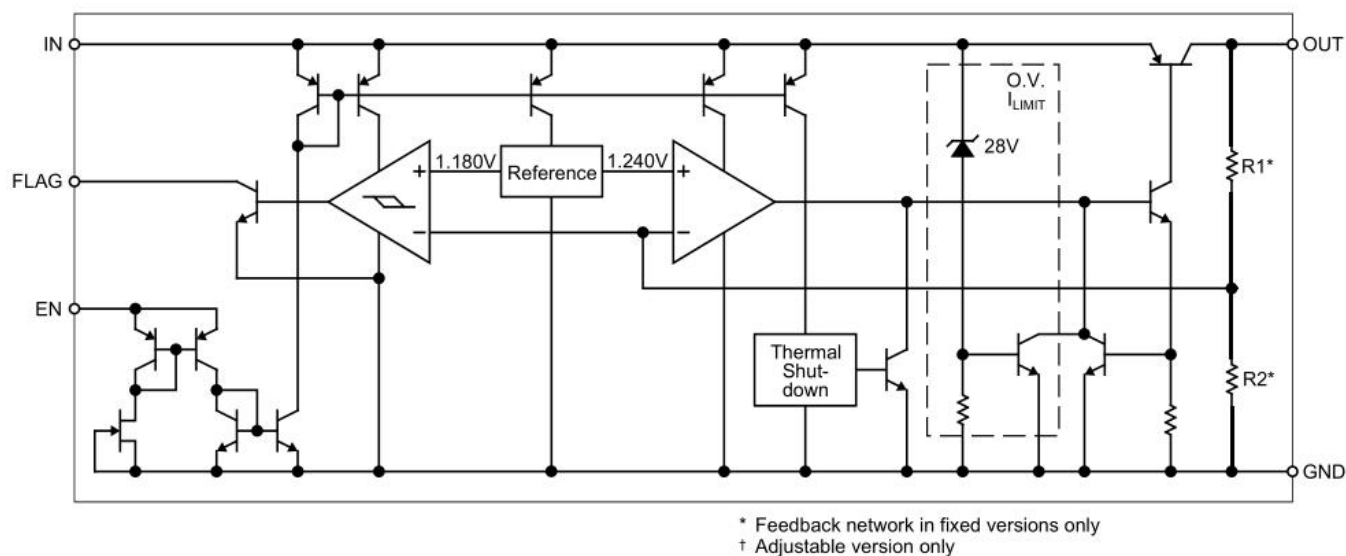 IN
OUT
O.V.
I LIMIT
28V
R1*
FLAG
1.180V
Reference
1.240V
+
+
−
−
EN
Thermal
Shut-
down
R2*
GND
* Feedback network in fixed versions only
† Adjustable version only